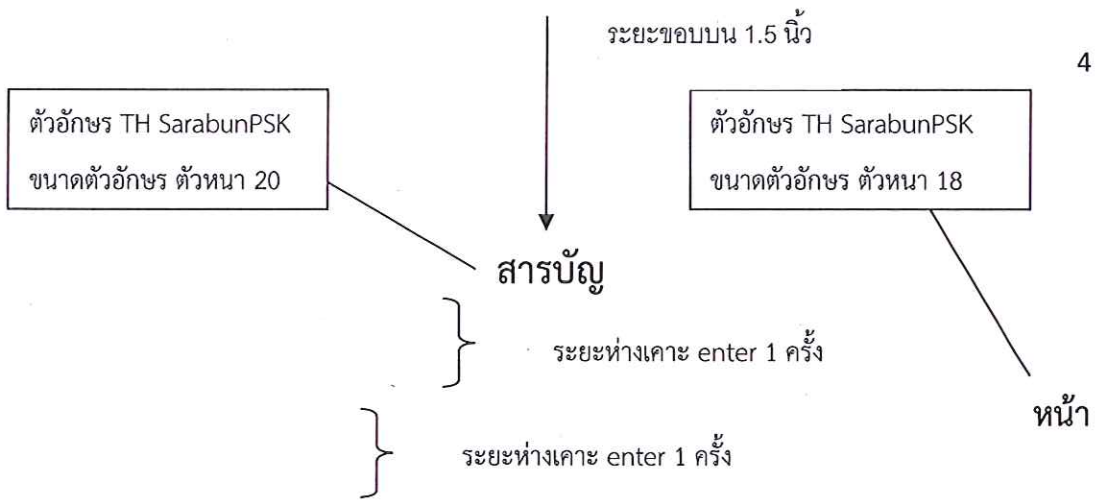 ระยะขอบบน 1.5 นิ้ว
4
ตัวอักษร TH SarabunPSK
ขนาดตัวอักษร ตัวหนา 20
ตัวอักษร TH SarabunPSK
ขนาดตัวอักษร ตัวหนา 18
สารบัญ
ระยะห่างเคาะ enter 1 ครั้ง
หน้า
ระยะห่างเคาะ enter 1 ครั้ง